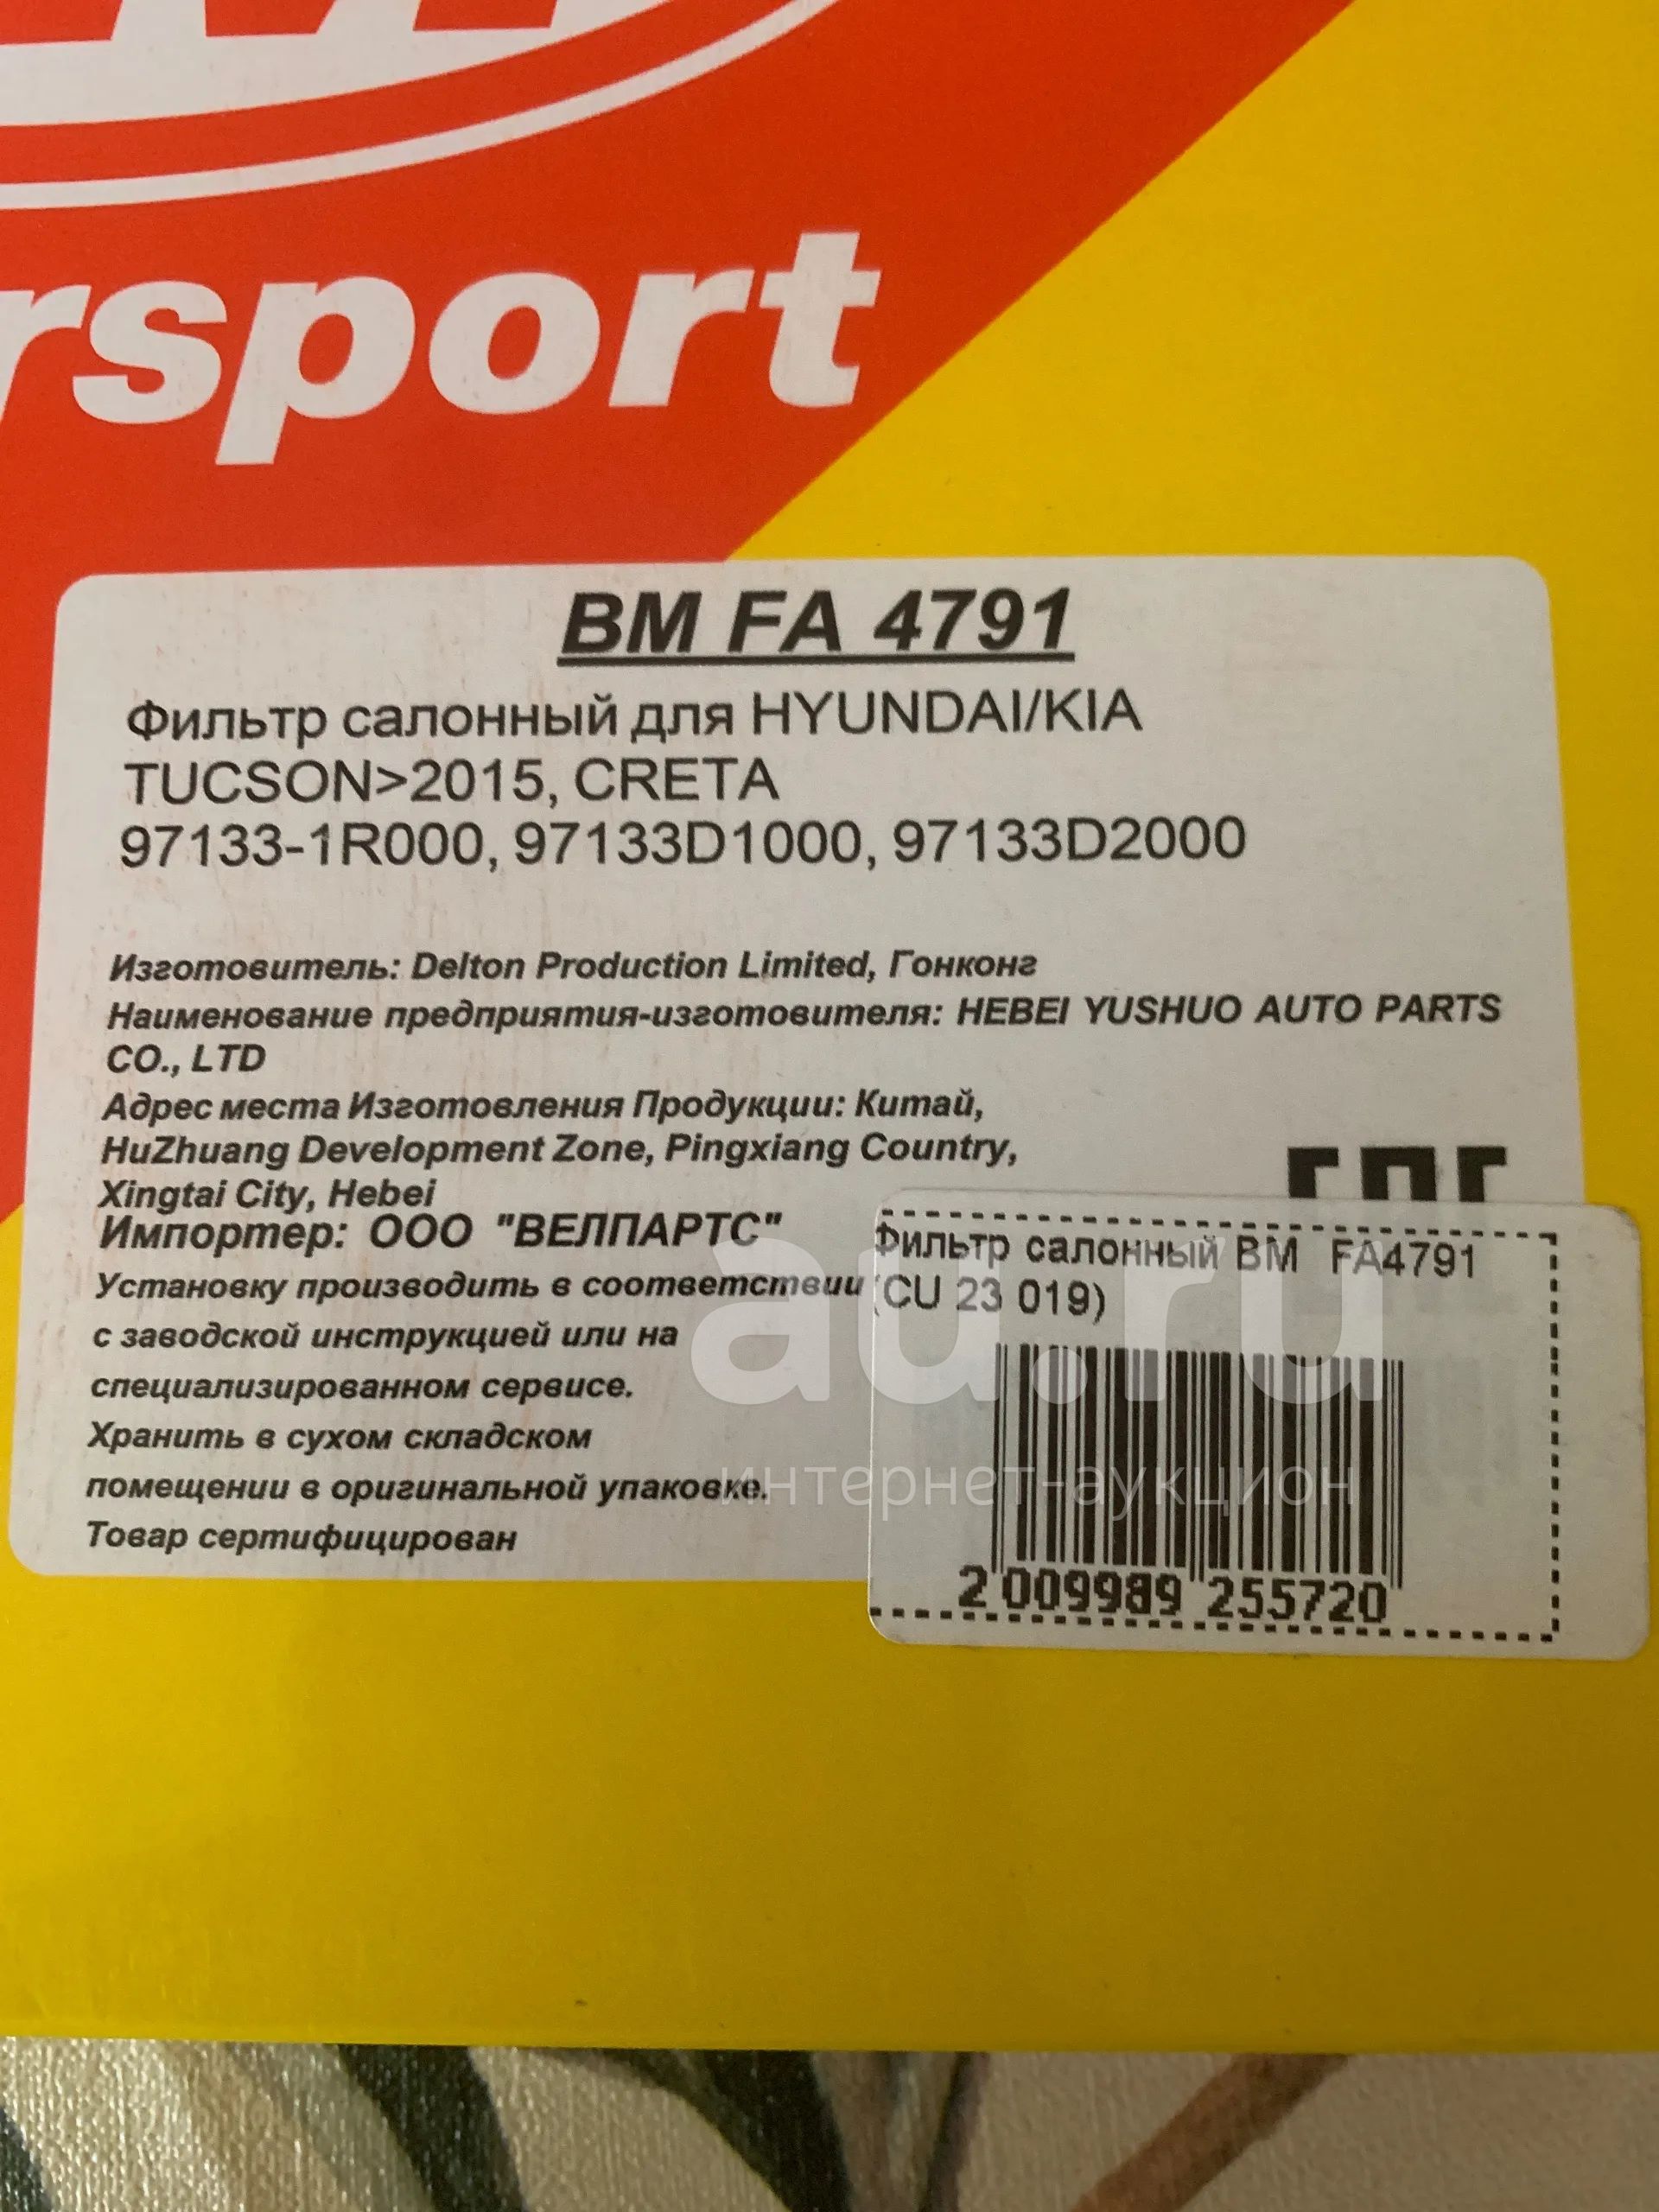 rsport
BM FA 4791
Фильтр салонный для HYUNDAI/KIA
TUCSON>2015, CRETA
97133-1R000, 97133D1000, 97133D2000
Изготовитель: Delton Production Limited, Гонконг
Наименование предприятия-изготовителя: HEBEI YUSHUO AUTO PARTS
CO., LTD
Адрес места Изготовления Продукции: Китай,
HuZhuang Development Zone, Pingxiang Country,
Xingtai City, Hebei
Импортер: ООО "ВЕЛПАРТС"
Установку производить в соответствии
с заводской инструкцией или на
специализированном сервисе.
Хранить в сухом складском
помещении в оригинальной упаковке.
Товар сертифицирован
Фильтр салонный BM FA4791
(CU 23 019)
2 009989 255720
au.ru
интернет-аукцион